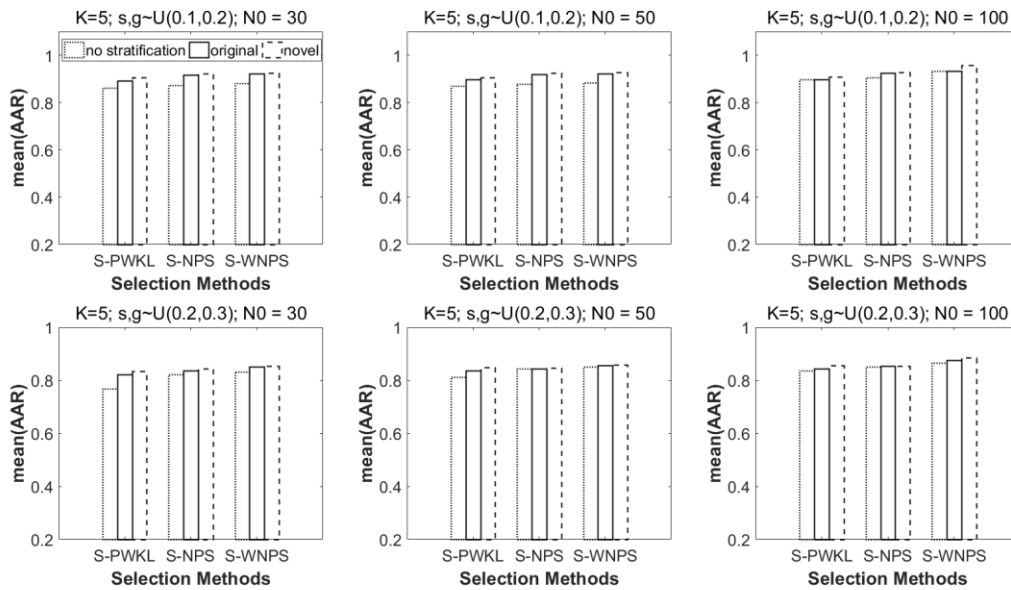 K=5; s,g~U(0.1,0.2); N0 = 30
no stratification original novel
mean(AAR)
1
0.8
0.6
0.4
0.2
S-PWKL S-NPS S-WNPS
Selection Methods
K=5; s,g~U(0.1,0.2); N0 = 50
mean(AAR)
1
0.8
0.6
0.4
0.2
S-PWKL S-NPS S-WNPS
Selection Methods
K=5; s,g~U(0.1,0.2); N0 = 100
mean(AAR)
1
0.8
0.6
0.4
0.2
S-PWKL S-NPS S-WNPS
Selection Methods
K=5; s,g~U(0.2,0.3); N0 = 30
mean(AAR)
1
0.8
0.6
0.4
0.2
S-PWKL S-NPS S-WNPS
Selection Methods
K=5; s,g~U(0.2,0.3); N0 = 50
mean(AAR)
1
0.8
0.6
0.4
0.2
S-PWKL S-NPS S-WNPS
Selection Methods
K=5; s,g~U(0.2,0.3); N0 = 100
mean(AAR)
1
0.8
0.6
0.4
0.2
S-PWKL S-NPS S-WNPS
Selection Methods